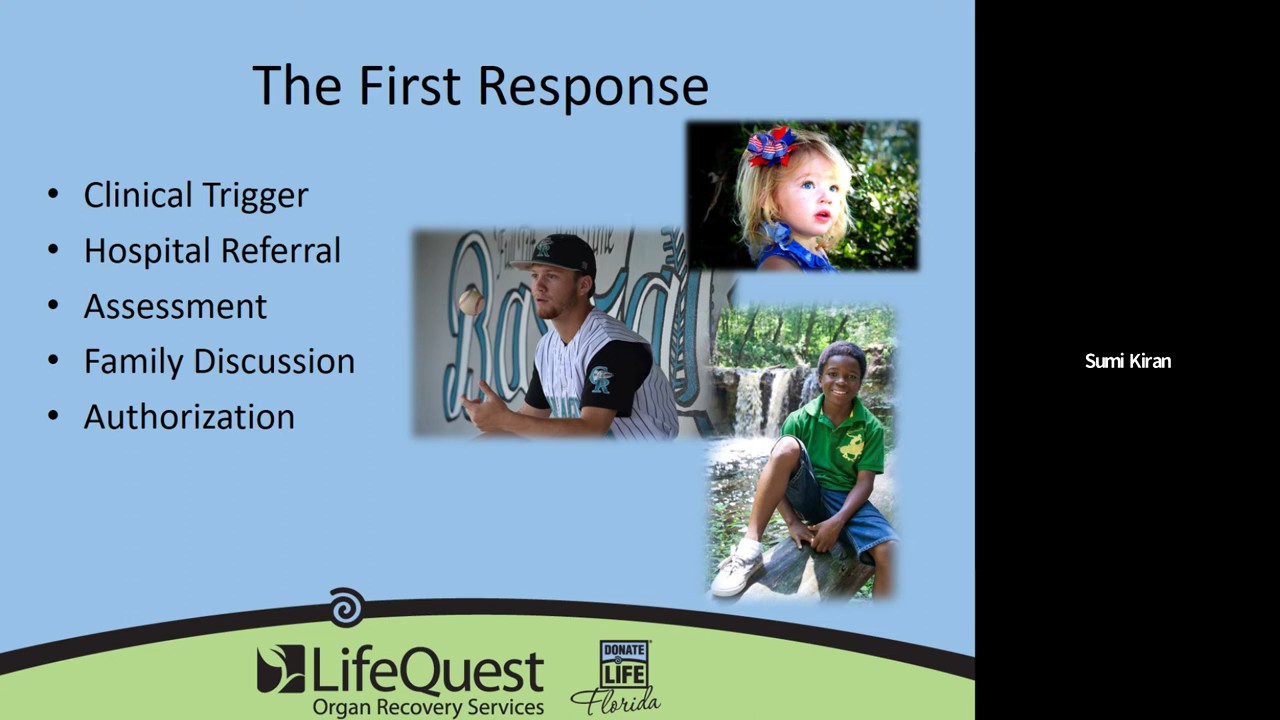 The First Response
• Clinical Trigger
• Hospital Referral
• Assessment
• Family Discussion
• Authorization
Sumi Kiran
LifeQuest
Organ Recovery Services
DONATE
LIFE
Florida